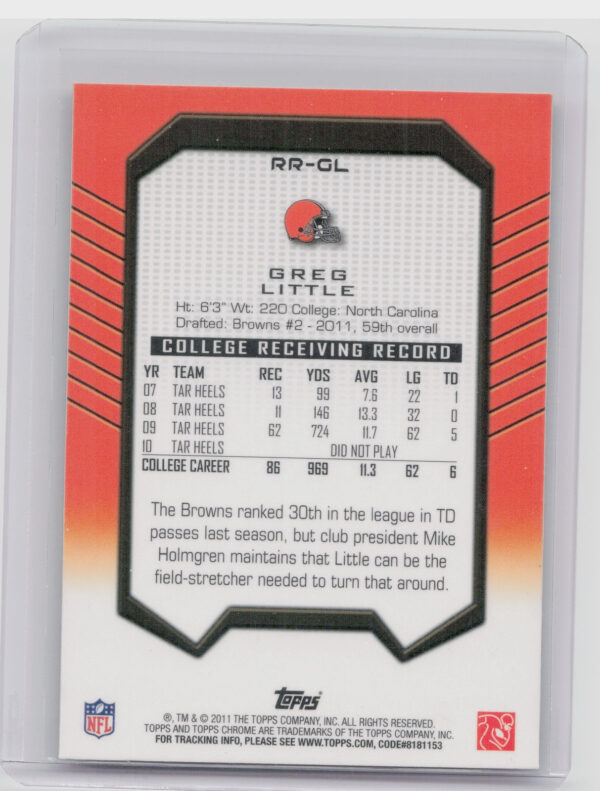 RR-GL
GREG
LITTLE
Ht: 6'3" Wt: 220 College: North Carolina
Drafted: Browns #2 - 2011, 59th overall
COLLEGE RECEIVING RECORD
YR TEAM REC YDS AVG LG TD
07 TAR HEELS 13 99 7.6 22 1
08 TAR HEELS 11 146 13.3 32 0
09 TAR HEELS 62 724 11.7 62 5
10 TAR HEELS DID NOT PLAY
COLLEGE CAREER 86 969 11.3 62 6
The Browns ranked 30th in the league in TD
passes last season, but club president Mike
Holmgren maintains that Little can be the
field-stretcher needed to turn that around.
Topps
NFL
®, TM & © 2011 THE TOPPS COMPANY, INC. ALL RIGHTS RESERVED.
TOPPS AND TOPPS CHROME ARE TRADEMARKS OF THE TOPPS COMPANY, INC.
FOR TRACKING INFO, PLEASE SEE WWW.TOPPS.COM, CODE#8181153